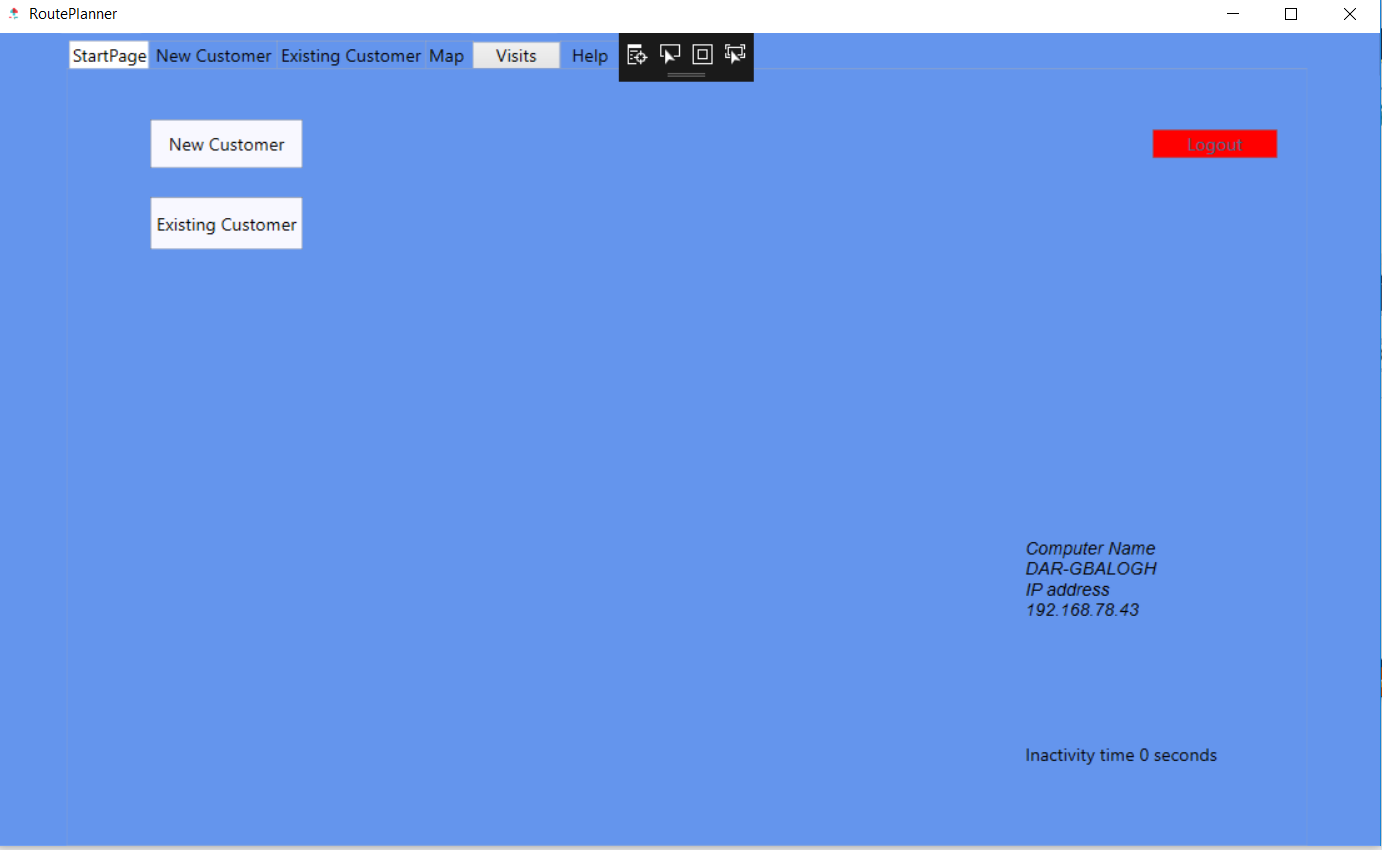 RoutePlanner
StartPage New Customer Existing Customer Map Visits Help
New Customer
Logout
Existing Customer
Computer Name
DAR-GBALOGH
IP address
192.168.78.43
Inactivity time 0 seconds